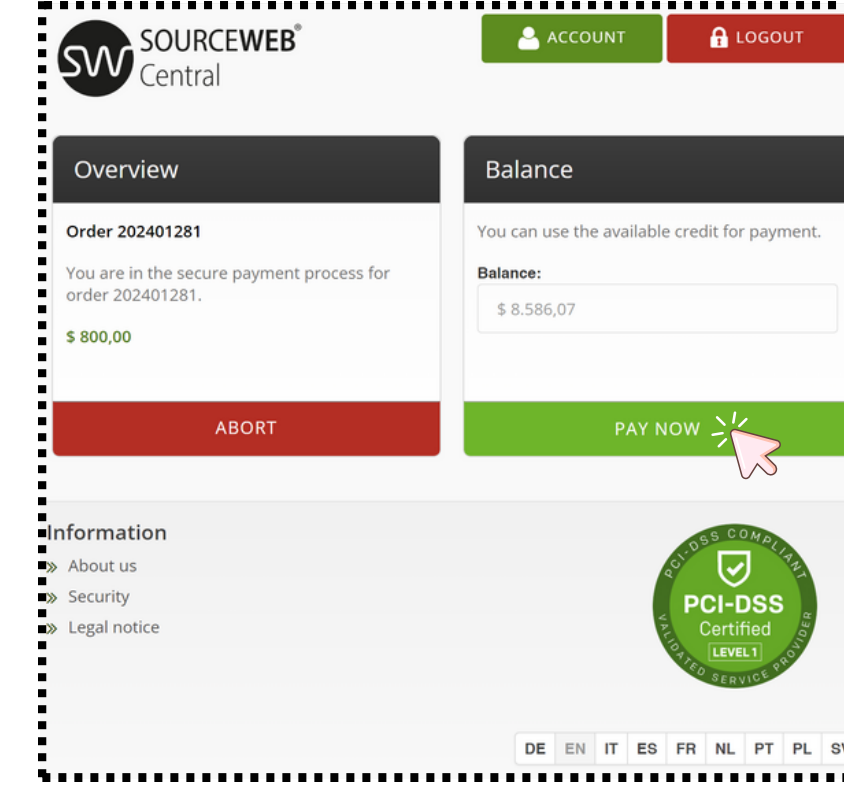 SW SOURCEWEB®
Central
ACCOUNT
LOGOUT
Overview
Order 202401281
You are in the secure payment process for
order 202401281.
$ 800,00
ABORT
Balance
You can use the available credit for payment.
Balance:
$ 8.586,07
PAY NOW
Information
» About us
» Security
» Legal notice
PCI-DSS COMPLIANT
PCI-DSS
Certified
LEVEL 1
VALIDATED SERVICE PROVIDER
DE EN IT ES FR NL PT PL